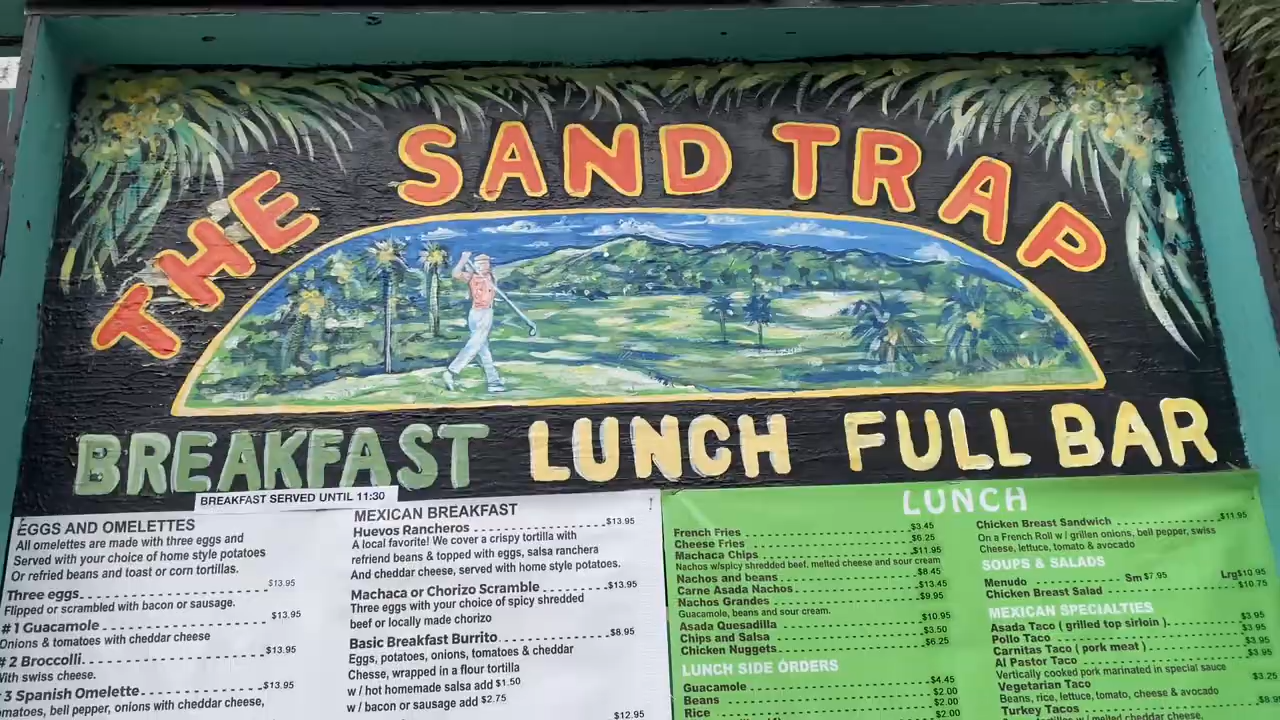 THE SAND TRAP
BREAKFAST LUNCH FULL BAR
BREAKFAST SERVED UNTIL 11:30
EGGS AND OMELETTES
All omelettes are made with three eggs and
Served with your choice of home style potatoes
Or refried beans and toast or corn tortillas.
$13.95
Three eggs
Flipped or scrambled with bacon or sausage.
#1 Guacamole $13.95
Onions & tomatoes with cheddar cheese
#2 Broccolli $13.95
With swiss cheese.
3 Spanish Omelette $13.95
omatoes, bell pepper, onions with cheddar cheese,
MEXICAN BREAKFAST
Huevos Rancheros $13.95
A local favorite! We cover a crispy tortilla with
refriend beans & topped with eggs, salsa ranchera
And cheddar cheese, served with home style potatoes.
Machaca or Chorizo Scramble $13.95
Three eggs with your choice of spicy shredded
beef or locally made chorizo
Basic Breakfast Burrito $8.95
Eggs, potatoes, onions, tomatoes & cheddar
Cheese, wrapped in a flour tortilla
w / hot homemade salsa add $1.50
w / bacon or sausage add $2.75
$12.95
LUNCH
French Fries $3.45
Cheese Fries $6.25
Machaca Chips $11.95
Nachos w/spicy shredded beef, melted cheese and sour cream
Nachos and beans $8.45
Carne Asada Nachos $13.45
Nachos Grandes $9.95
Guacamole, beans and sour cream.
Asada Quesadilla $10.95
Chips and Salsa $3.50
Chicken Nuggets $6.25
LUNCH SIDE ORDERS
Guacamole $4.45
Beans $2.00
Rice $2.00
Chicken Breast Sandwich $11.95
On a French Roll w / grillen onions, bell pepper, swiss
Cheese, lettuce, tomato & avocado
SOUPS & SALADS
Menudo Sm $7.95 Lrg $10.95
Chicken Breast Salad $10.75
MEXICAN SPECIALTIES
Asada Taco ( grilled top sirloin ) $3.95
Pollo Taco $3.95
Carnitas Taco ( pork meat ) $3.95
Al Pastor Taco $3.95
Vertically cooked pork marinated in special sauce
Vegetarian Taco $3.25
Beans, rice, lettuce, tomato, cheese & avocado
Turkey Tacos